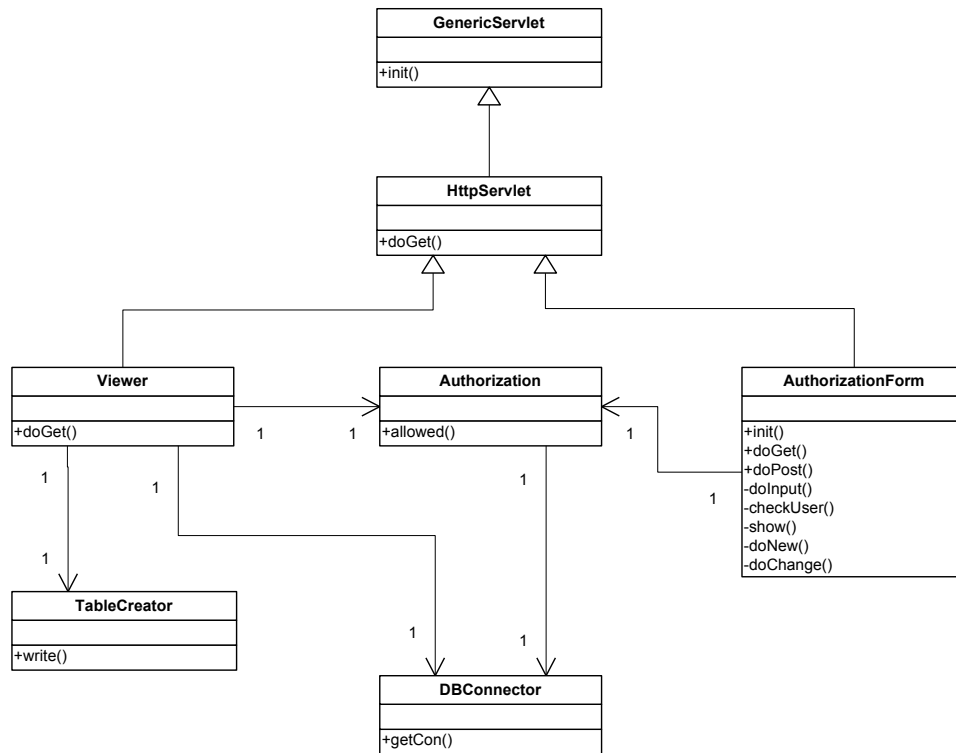 GenericServlet
+init()
HttpServlet
+doGet()
Viewer
+doGet()
Authorization
+allowed()
AuthorizationForm
+init()
+doGet()
+doPost()
-doInput()
-checkUser()
-show()
-doNew()
-doChange()
1
1
1
1
1
1
1
1
TableCreator
+write()
1
1
DBConnector
+getCon()